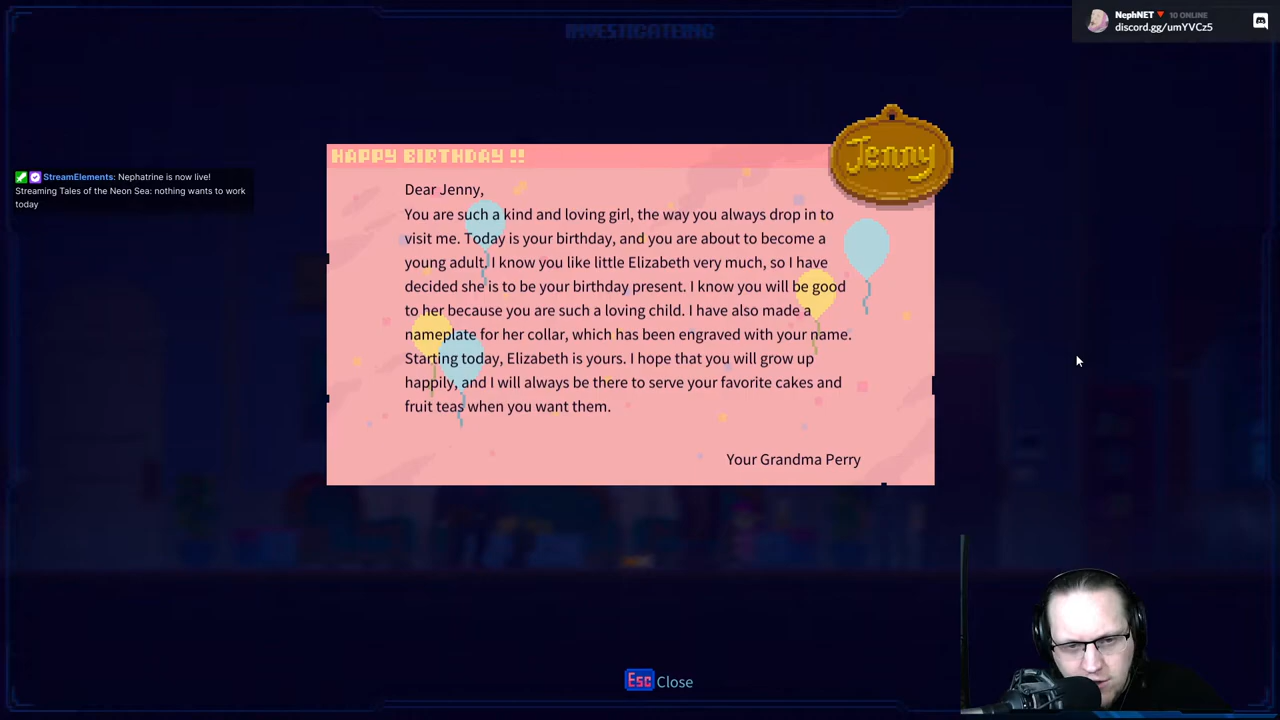 INVESTIGATEING
NephNET 10 ONLINE
discord.gg/umYVCz5
StreamElements: Nephatrine is now live!
Streaming Tales of the Neon Sea: nothing wants to work
today
HAPPY BIRTHDAY !!
Jenny
Dear Jenny,
You are such a kind and loving girl, the way you always drop in to
visit me. Today is your birthday, and you are about to become a
young adult. I know you like little Elizabeth very much, so I have
decided she is to be your birthday present. I know you will be good
to her because you are such a loving child. I have also made a
nameplate for her collar, which has been engraved with your name.
Starting today, Elizabeth is yours. I hope that you will grow up
happily, and I will always be there to serve your favorite cakes and
fruit teas when you want them.
Your Grandma Perry
Esc Close